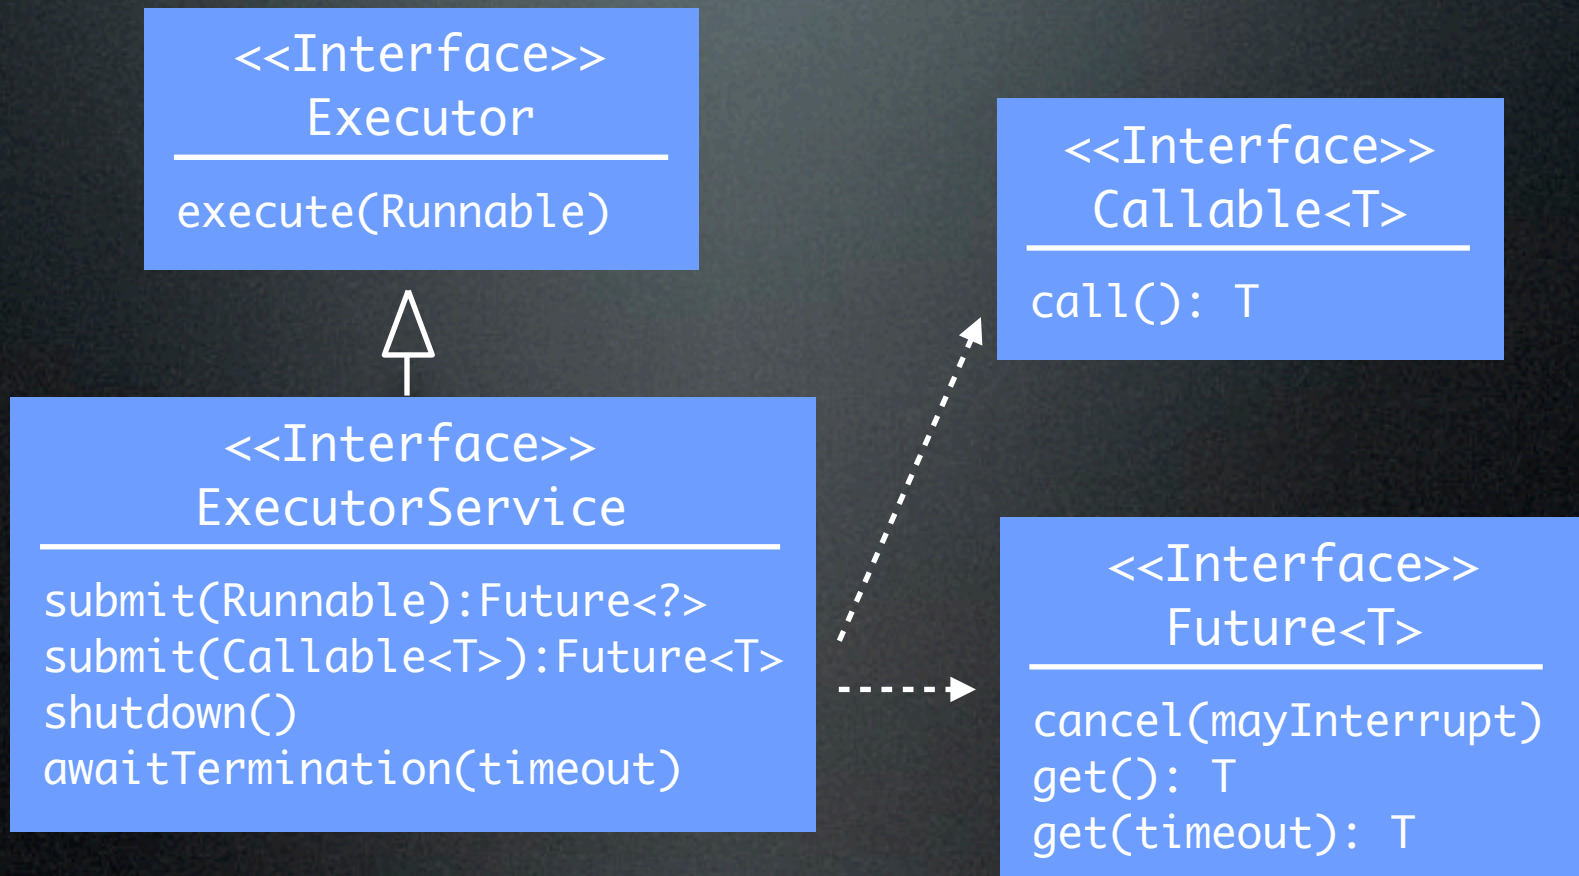 <<Interface>>
Executor
execute(Runnable)
<<Interface>>
Callable<T>
call(): T
<<Interface>>
ExecutorService
submit(Runnable):Future<?>
submit(Callable<T>):Future<T>
shutdown()
awaitTermination(timeout)
<<Interface>>
Future<T>
cancel(mayInterrupt)
get(): T
get(timeout): T